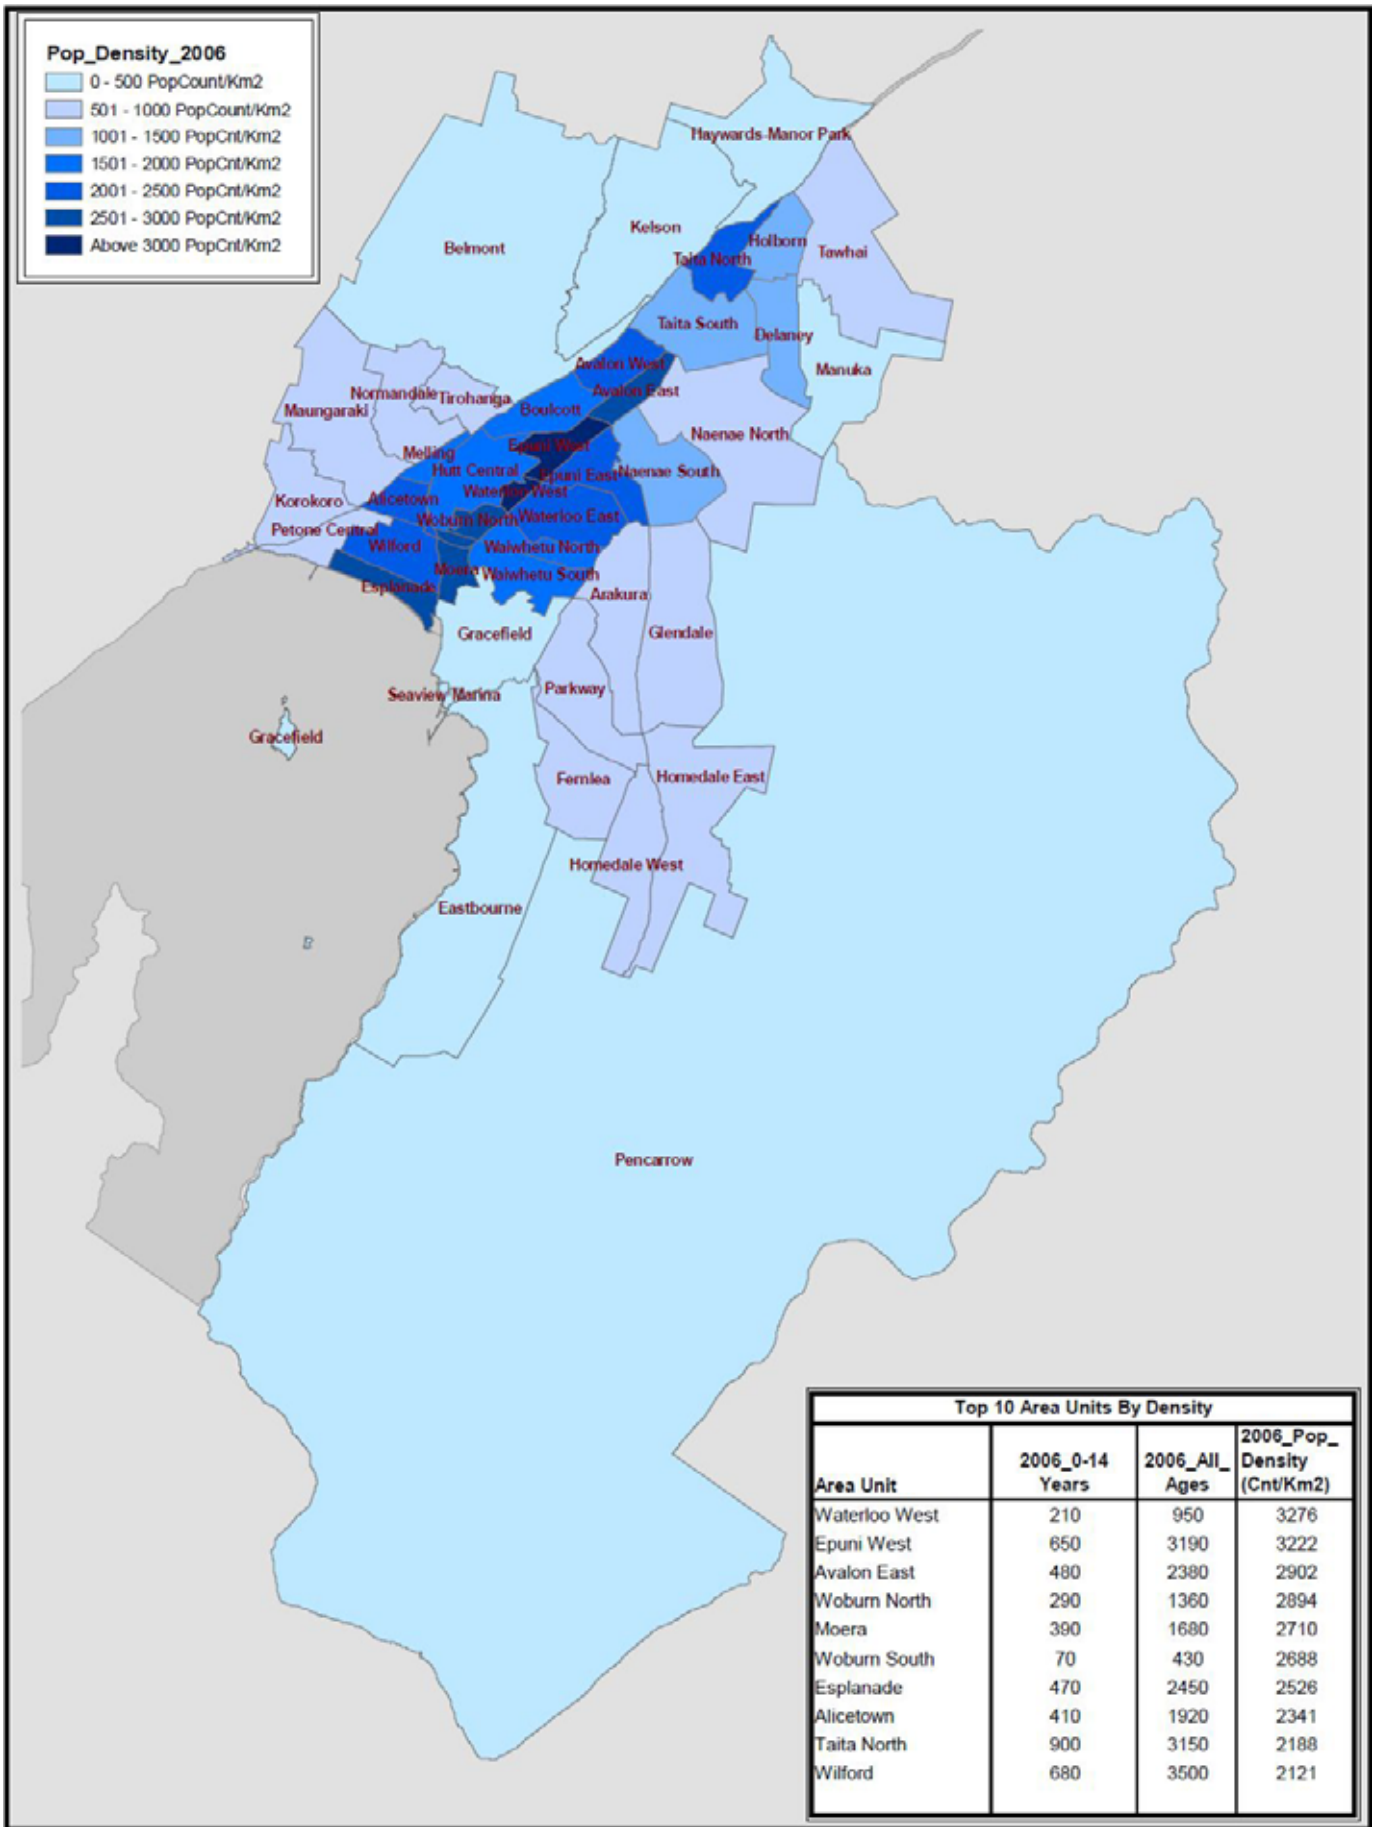 Pop_Density_2006
0 - 500 PopCount/Km2
501 - 1000 PopCount/Km2
1001 - 1500 PopCnt/Km2
1501 - 2000 PopCnt/Km2
2001 - 2500 PopCnt/Km2
2501 - 3000 PopCnt/Km2
Above 3000 PopCnt/Km2
Haywards-Manor Park
Kelson
Belmont
Holborn
Tawhai
Taita North
Taita South
Delaney
Manuka
Avalon West
Avalon East
Normandale
Tirohanga
Maungaraki
Boulcott
Naenae North
Epuni West
Melling
Hutt Central
Epuni East
Naenae South
Waterloo West
Alicetown
Korokoro
Woburn North
Waterloo East
Petone Central
Wilford
Waiwhetu North
Moera
Waiwhetu South
Esplanade
Arakura
Gracefield
Glendale
Seaview Marina
Parkway
Gracefield
Fernlea
Homedale East
Homedale West
Eastbourne
Pencarrow
Top 10 Area Units By Density
Area Unit 2006_0-14 Years 2006_All_ Ages 2006_Pop_ Density (Cnt/Km2)
Waterloo West 210 950 3276
Epuni West 650 3190 3222
Avalon East 480 2380 2902
Woburn North 290 1360 2894
Moera 390 1680 2710
Woburn South 70 430 2688
Esplanade 470 2450 2526
Alicetown 410 1920 2341
Taita North 900 3150 2188
Wilford 680 3500 2121